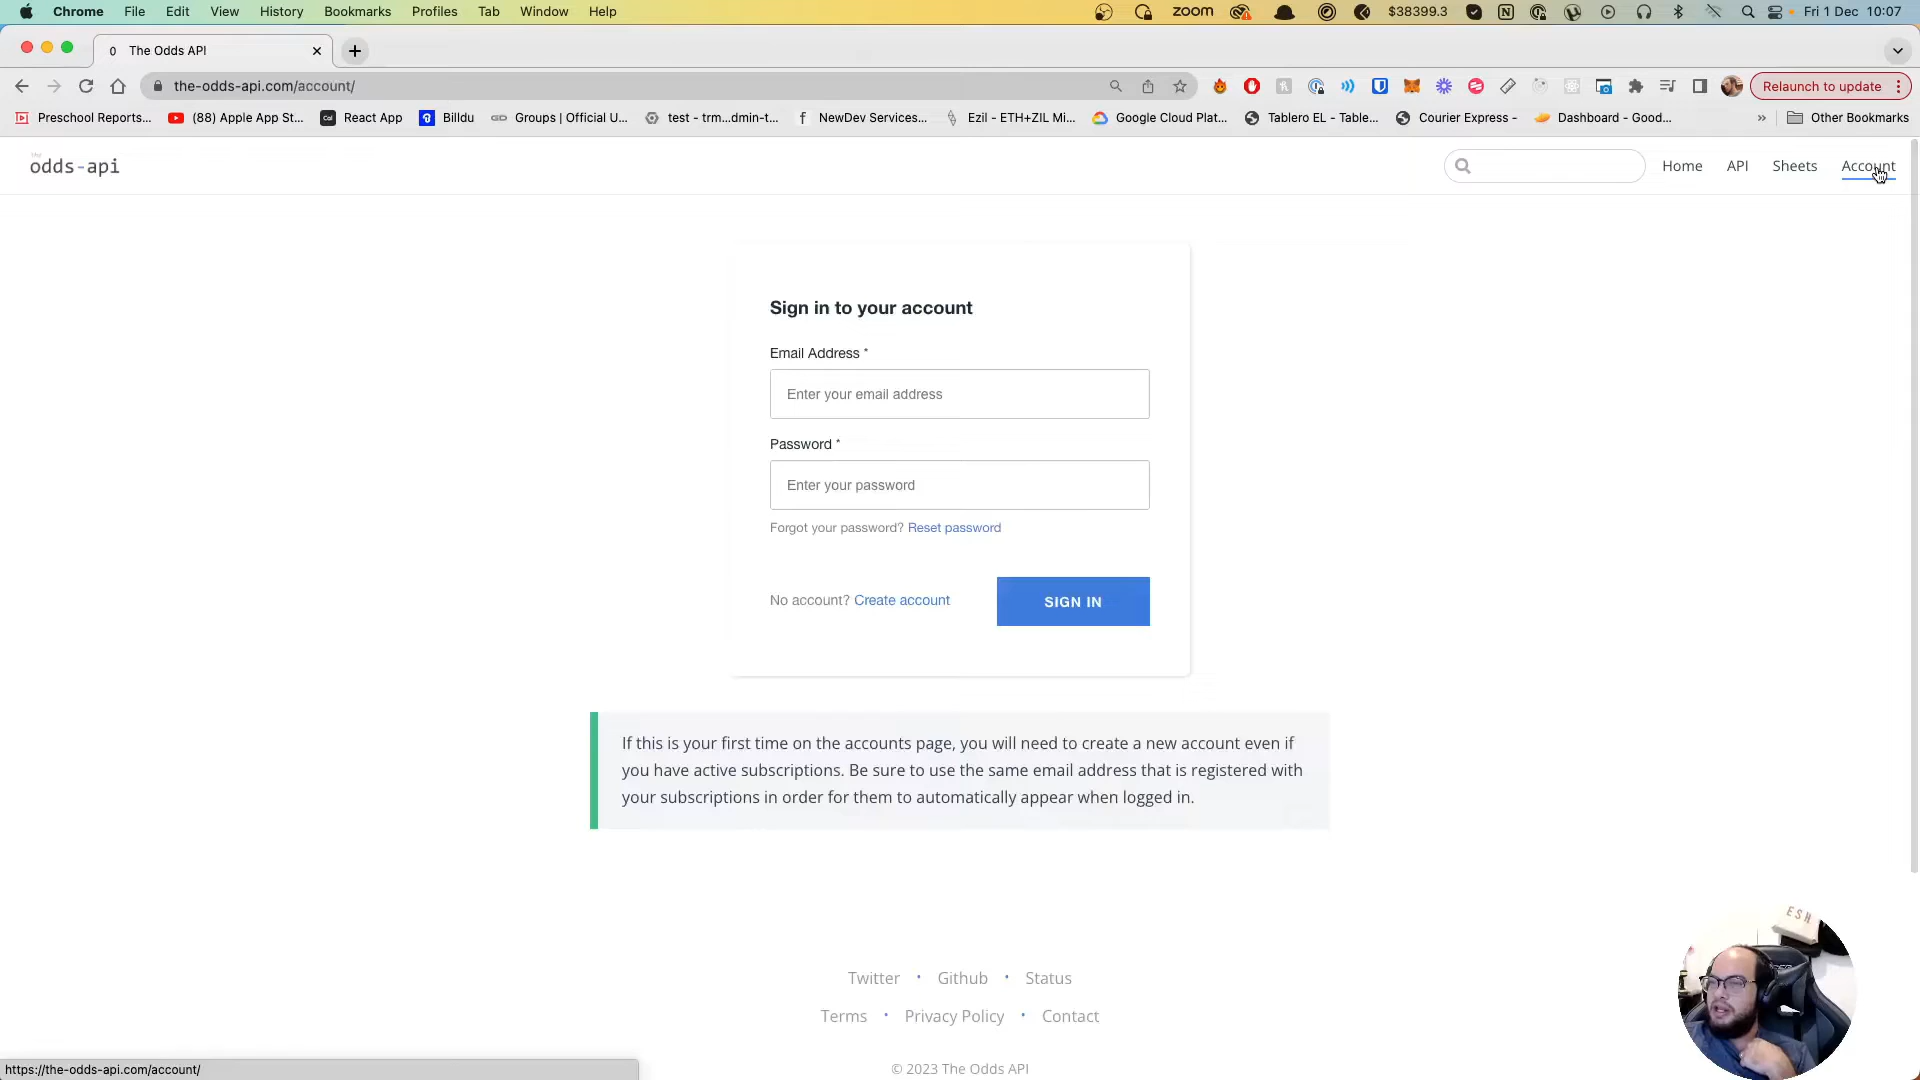 Chrome File Edit View History Bookmarks Profiles Tab Window Help zoom $38399.3 Fri 1 Dec 10:07
The Odds API
the-odds-api.com/account/ Relaunch to update
Preschool Reports... (88) Apple App St... React App Billdu Groups | Official U... test - trm...dmin-t... NewDev Services... Ezil - ETH+ZIL Mi... Google Cloud Plat... Tablero EL - Table... Courier Express - Dashboard - Good... » Other Bookmarks
the
odds-api Home API Sheets Account
Sign in to your account
Email Address *
Enter your email address
Password *
Enter your password
Forgot your password? Reset password
No account? Create account SIGN IN
If this is your first time on the accounts page, you will need to create a new account even if
you have active subscriptions. Be sure to use the same email address that is registered with
your subscriptions in order for them to automatically appear when logged in.
ESH
Twitter • Github • Status
Terms • Privacy Policy • Contact
© 2023 The Odds API
https://the-odds-api.com/account/